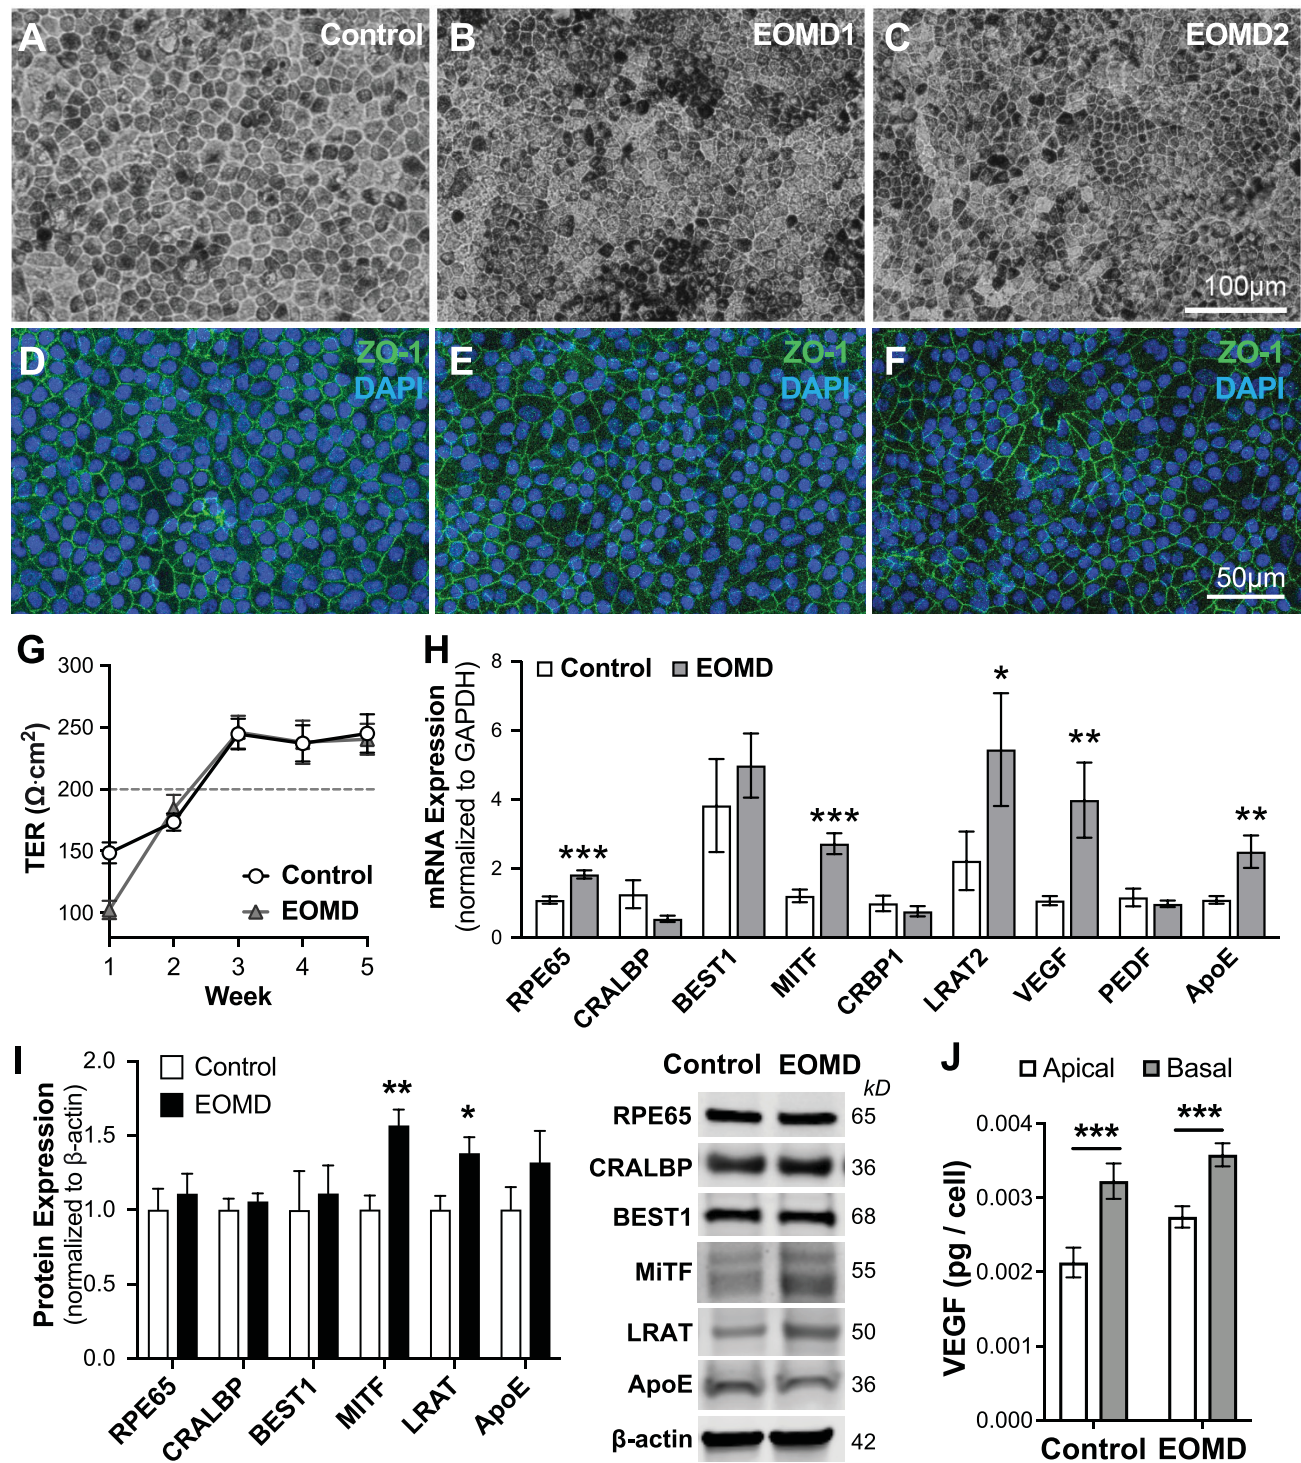 A
Control
B
EOMD1
C
EOMD2
100µm
D
ZO-1
DAPI
E
ZO-1
DAPI
F
ZO-1
DAPI
50µm
G
300
250
200
150
100
TER (Ω·cm²)
Control
EOMD
1 2 3 4 5
Week
H
mRNA Expression
(normalized to GAPDH)
8
6
4
2
0
Control EOMD
***
***
*
**
**
RPE65
CRALBP
BEST1
MITF
CRBP1
LRAT2
VEGF
PEDF
ApoE
I
Protein Expression
(normalized to β-actin)
2.0
1.5
1.0
0.5
0.0
Control
EOMD
**
*
RPE65
CRALBP
BEST1
MITF
LRAT
ApoE
Control EOMD
kD
RPE65 65
CRALBP 36
BEST1 68
MiTF 55
LRAT 50
ApoE 36
β-actin 42
J
Apical Basal
VEGF (pg / cell)
0.004
0.003
0.002
0.001
0.000
***
***
Control EOMD